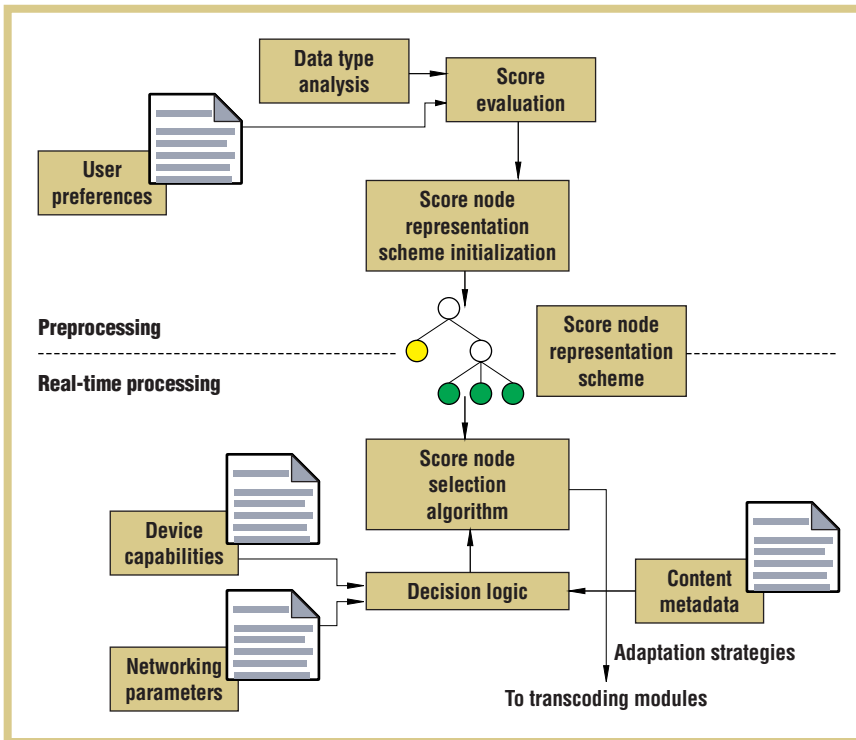 Data type
analysis
Score
evaluation
User
preferences
Score node
representation
scheme initialization
Preprocessing
Score node
representation
scheme
Real-time processing
Score node
selection
algorithm
Device
capabilities
Decision logic
Content
metadata
Networking
parameters
Adaptation strategies
To transcoding modules